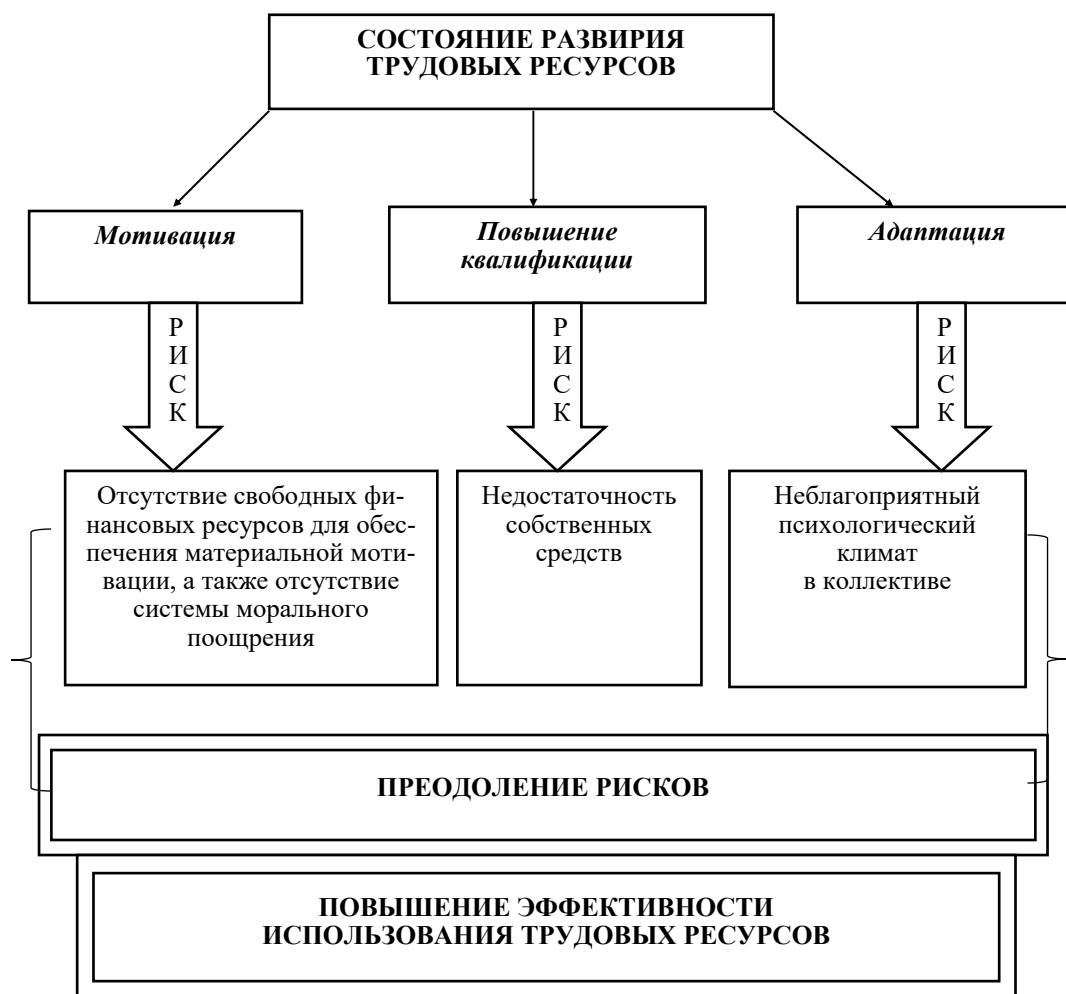 СОСТОЯНИЕ РАЗВИРИЯ
ТРУДОВЫХ РЕСУРСОВ
Мотивация
Повышение
квалификации
Адаптация
Р
И
С
К
Р
И
С
К
Р
И
С
К
Отсутствие свободных фи-
нансовых ресурсов для обес-
печения материальной моти-
вации, а также отсутствие
системы морального
поощрения
Недостаточность
собственных
средств
Неблагоприятный
психологический
климат
в коллективе
ПРЕОДОЛЕНИЕ РИСКОВ
ПОВЫШЕНИЕ ЭФФЕКТИВНОСТИ
ИСПОЛЬЗОВАНИЯ ТРУДОВЫХ РЕСУРСОВ